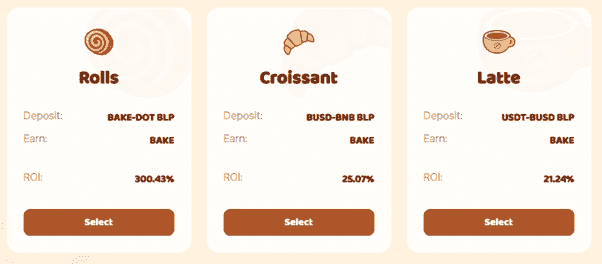 Rolls
Deposit: BAKE-DOT BLP
Earn: BAKE
ROI: 300.43%
Select
Croissant
Deposit: BUSD-BNB BLP
Earn: BAKE
ROI: 25.07%
Select
Latte
Deposit: USDT-BUSD BLP
Earn: BAKE
ROI: 21.24%
Select